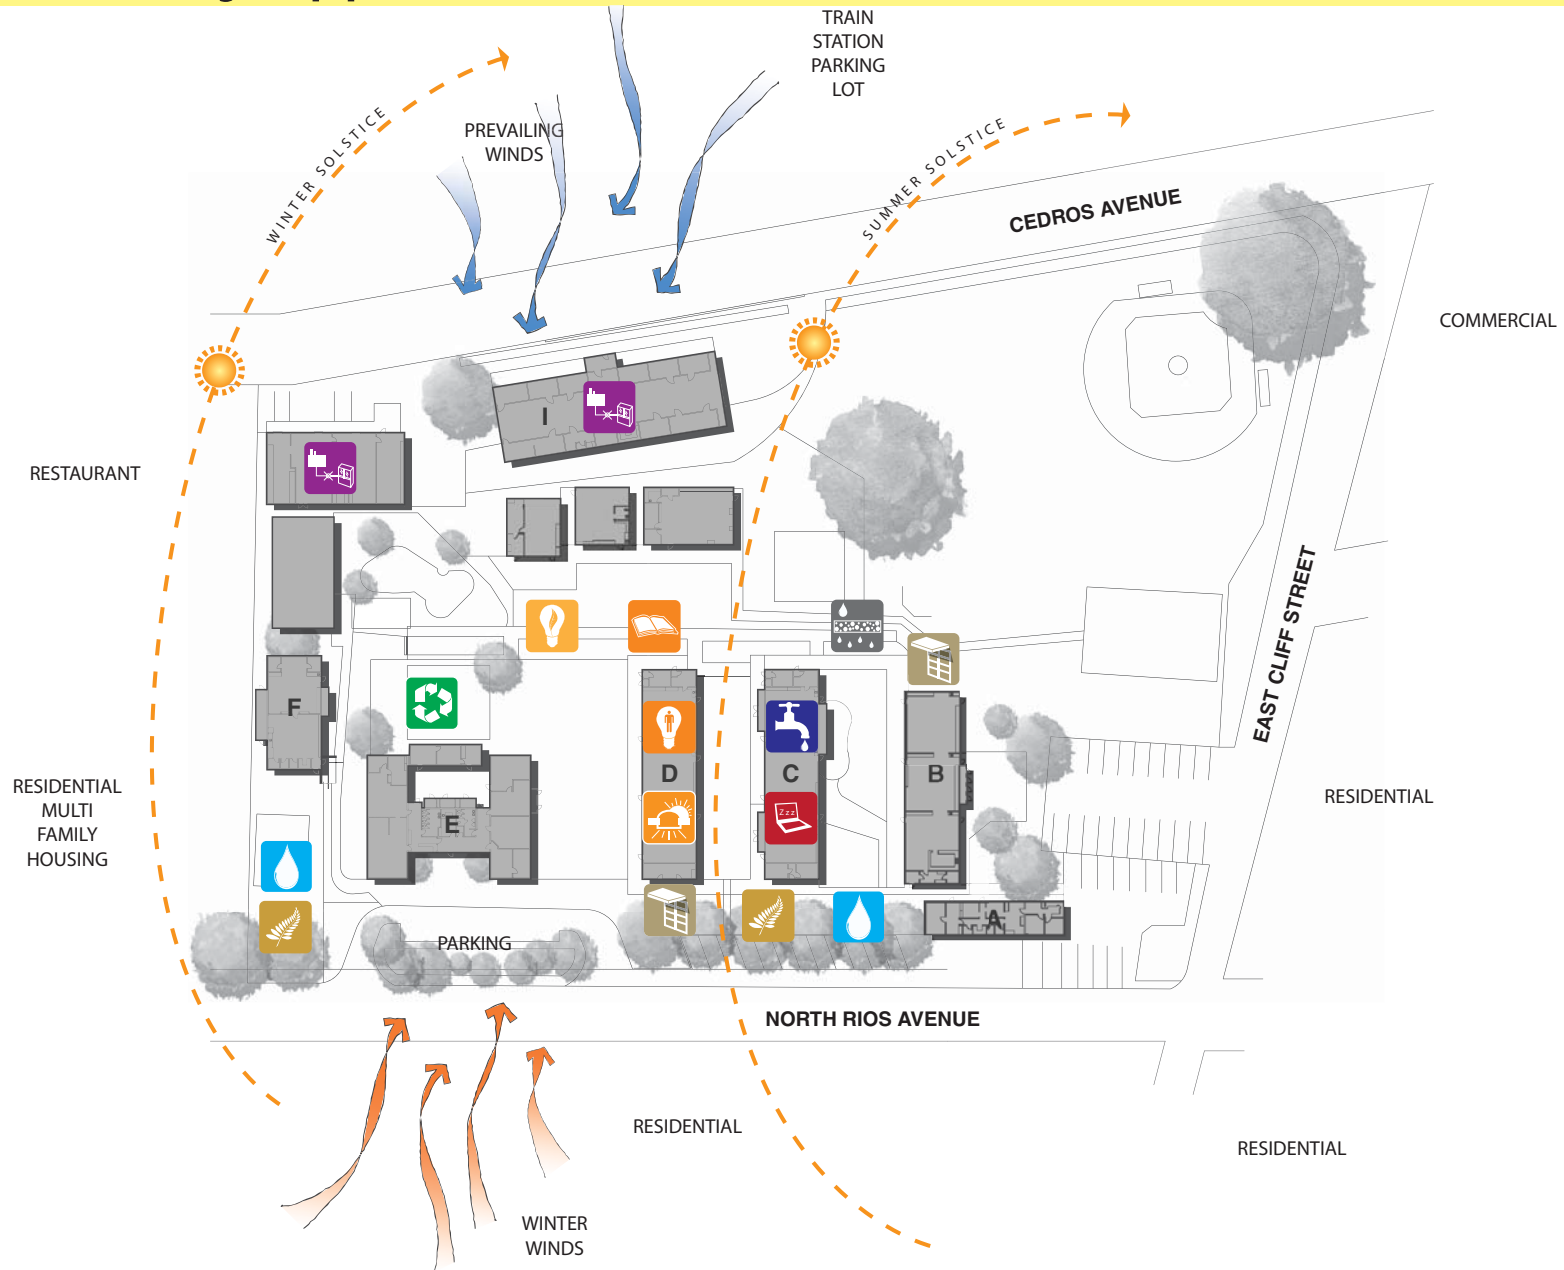 TRAIN
STATION
PARKING
LOT
PREVAILING
WINDS
WINTER SOLSTICE
SUMMER SOLSTICE
CEDROS AVENUE
COMMERCIAL
I
RESTAURANT
EAST CLIFF STREET
F
D
C
B
E
RESIDENTIAL
MULTI
FAMILY
HOUSING
RESIDENTIAL
Zzz
A
PARKING
NORTH RIOS AVENUE
RESIDENTIAL
RESIDENTIAL
WINTER
WINDS